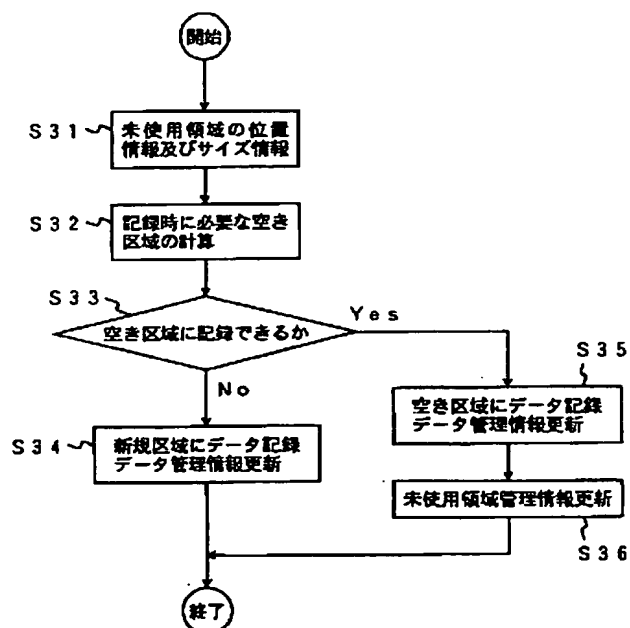 開始
S31
未使用領域の位置
情報及びサイズ情報
S32
記録時に必要な空き
区域の計算
S33
空き区域に記録できるか
Yes
No
S34
新規区域にデータ記録
データ管理情報更新
S35
空き区域にデータ記録
データ管理情報更新
未使用領域管理情報更新
S36
終了